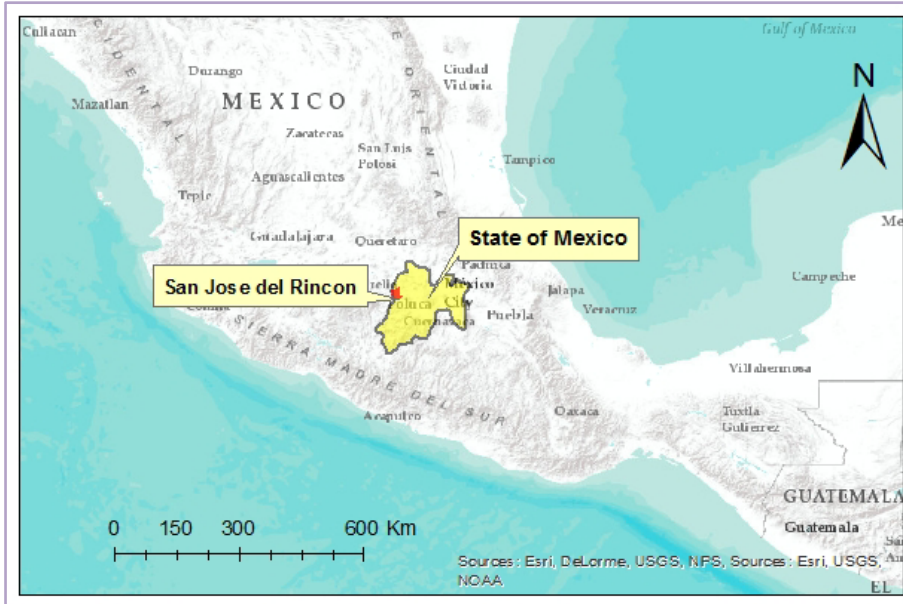 Culiacan
Gulf of Mexico
Durango
Ciudad
Victoria
N
MEXICO
Mazatlan
IDENTAL
E ORIENTAL
Zacatecas
San Luis
Potosi
Tampico
Aguascalientes
Tepic
Guadalajara
Queretaro
State of Mexico
Pachuca
San Jose del Rincon
Mexico
City
Toluca
Cuernavaca
Puebla
Jalapa
Veracruz
Campeche
SIERRA MADRE DEL SUR
Villahermosa
Acapulco
Oaxaca
Tuxtla
Gutierrez
GUATEMALA
Guatemala
0 150 300 600 Km
Sources: Esri, DeLorme, USGS, NPS, Sources: Esri, USGS,
NOAA
EL